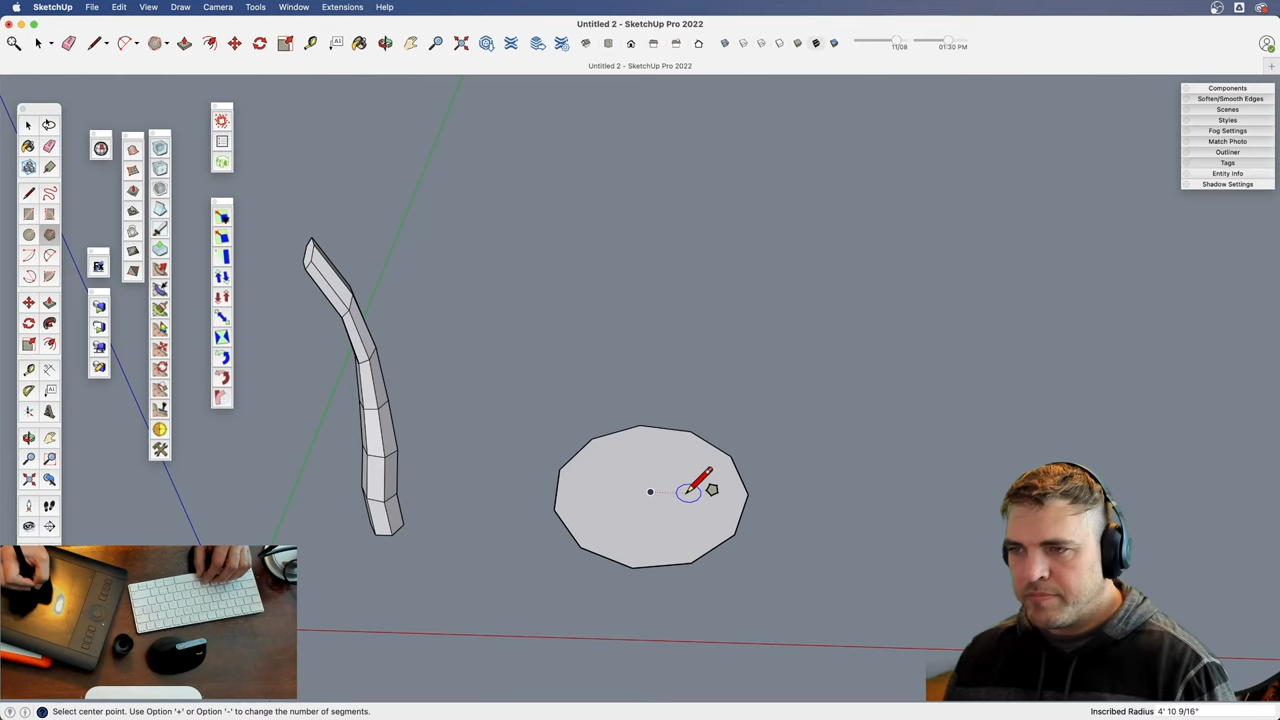 SketchUp File Edit View Draw Camera Tools Window Extensions Help
Untitled 2 - SketchUp Pro 2022
11/08 01:30 PM
Untitled 2 - SketchUp Pro 2022
Components
Soften/Smooth Edges
Scenes
Styles
Fog Settings
Match Photo
Outliner
Tags
Entity Info
Shadow Settings
Select center point. Use Option '+' or Option '-' to change the number of segments.
Inscribed Radius 4' 10 9/16"